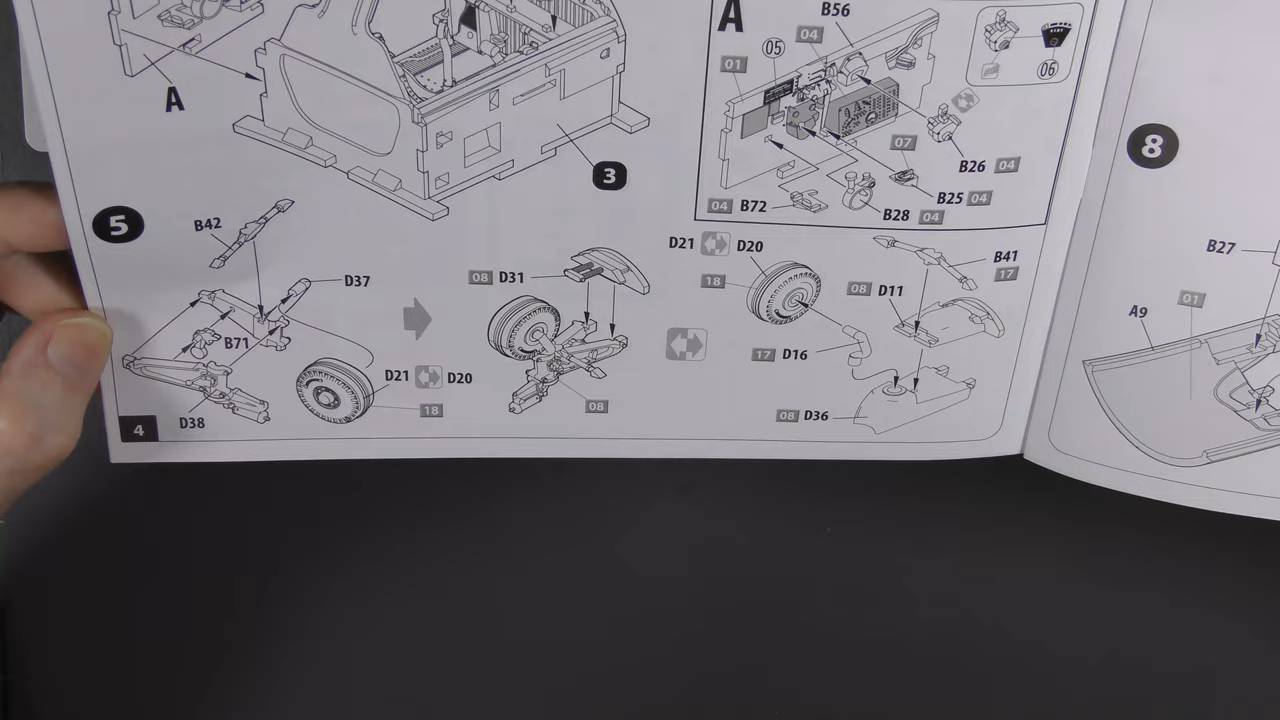 A
3
A
B56
04
05
01
06
07
B26 04
B25 04
04 B72
B28 04
5
B42
D37
B71
D38
D21 D20
18
08 D31
08
D21 D20
18
B41
17
08 D11
17 D16
08 D36
4
8
B27
01
A9